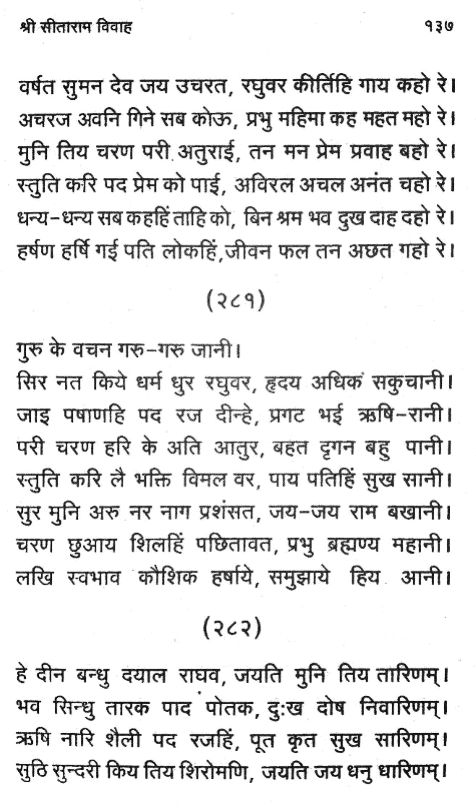 श्री सीताराम विवाह १३७
वर्षत सुमन देव जय उचरत, रघुवर कीर्तिहि गाय कहो रे।
अचरज अवनि गिने सब कोऊ, प्रभु महिमा कह महत महो रे।
मुनि तिय चरण परी अतुराई, तन मन प्रेम प्रवाह बहो रे।
स्तुति करि पद प्रेम को पाई, अविरल अचल अनंत चहो रे।
धन्य-धन्य सब कहहिं ताहि को, बिन श्रम भव दुख दाह दहो रे।
हर्षण हर्षि गई पति लोकहिं,जीवन फल तन अछत गहो रे।
(२८१)
गुरु के वचन गरु-गरु जानी।
सिर नत किये धर्म धुर रघुवर, हृदय अधिकं सकुचानी।
जाइ पषाणहि पद रज दीन्हे, प्रगट भई ऋषि-रानी।
परी चरण हरि के अति आतुर, बहत दृगन बहु पानी।
स्तुति करि लै भक्ति विमल वर, पाय पतिहिं सुख सानी।
सुर मुनि अरु नर नाग प्रशंसत, जय-जय राम बखानी।
चरण छुआय शिलहिं पछितावत, प्रभु ब्रह्मण्य महानी।
लखि स्वभाव कौशिक हर्षाये, समुझाये हिय आनी।
(२८२)
हे दीन बन्धु दयाल राघव, जयति मुनि तिय तारिणम्।
भव सिन्धु तारक पाद पोतक, दुःख दोष निवारिणम्।
ऋषि नारि शैली पद रजहिं, पूत कृत सुख सारिणम्।
सुठि सुन्दरी किय तिय शिरोमणि, जयति जय धनु धारिणम्।